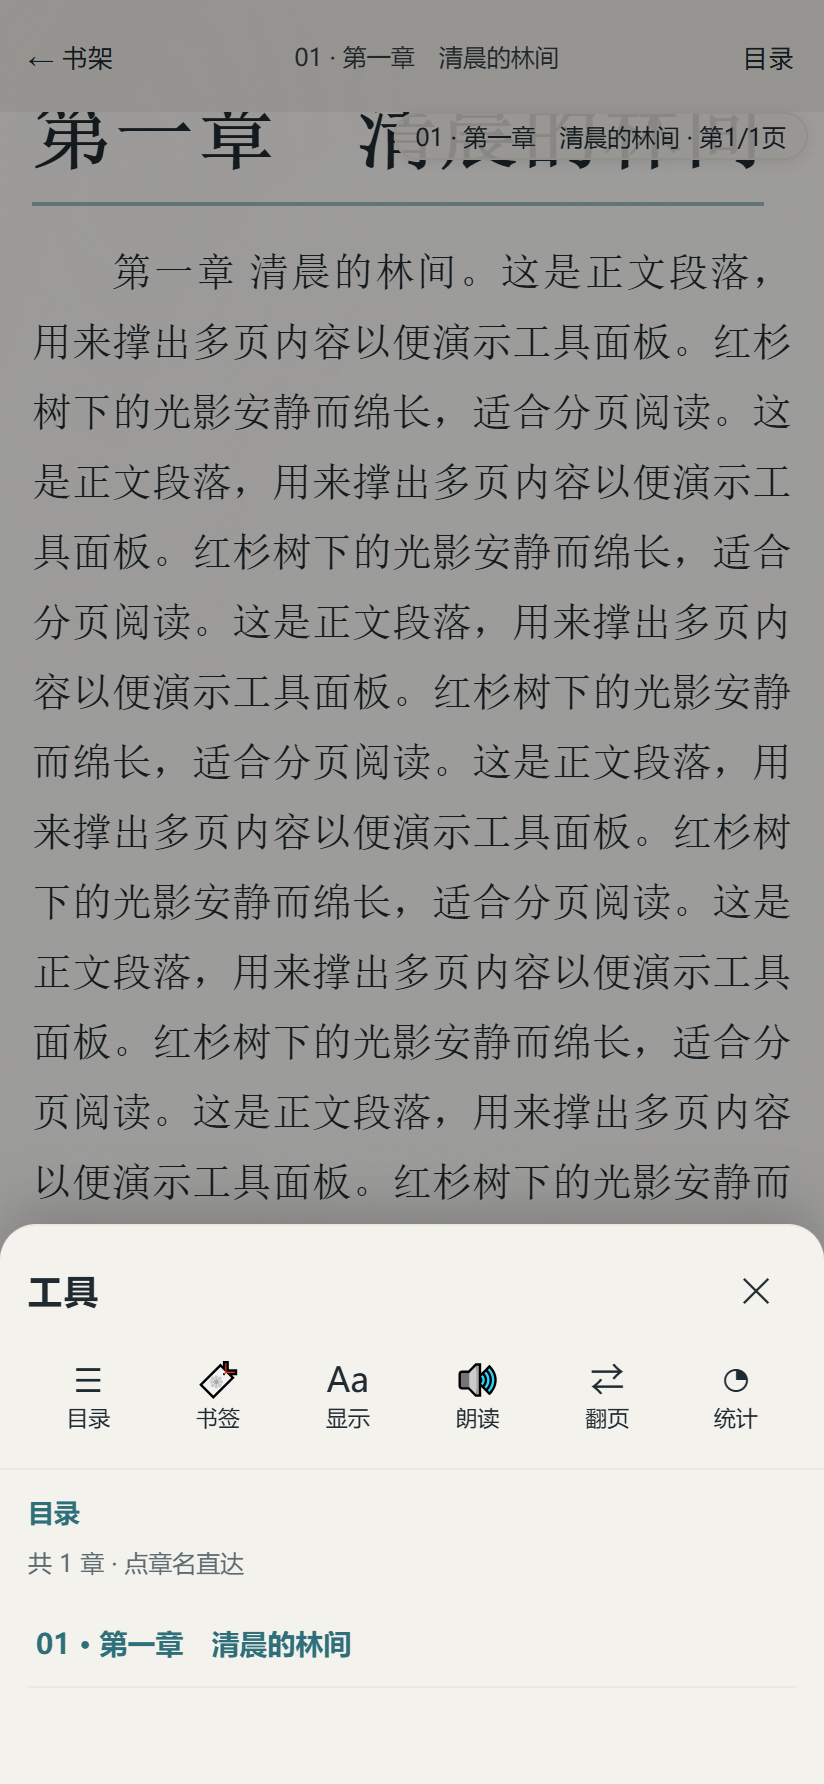 ← 书架 01 · 第一章　清晨的林间 目录
第一章　清晨的林间
01 · 第一章　清晨的林间 · 第1/1页
第一章 清晨的林间。这是正文段落，
用来撑出多页内容以便演示工具面板。红杉
树下的光影安静而绵长，适合分页阅读。这
是正文段落，用来撑出多页内容以便演示工
具面板。红杉树下的光影安静而绵长，适合
分页阅读。这是正文段落，用来撑出多页内
容以便演示工具面板。红杉树下的光影安静
而绵长，适合分页阅读。这是正文段落，用
来撑出多页内容以便演示工具面板。红杉树
下的光影安静而绵长，适合分页阅读。这是
正文段落，用来撑出多页内容以便演示工具
面板。红杉树下的光影安静而绵长，适合分
页阅读。这是正文段落，用来撑出多页内容
以便演示工具面板。红杉树下的光影安静而
工具
Aa
目录 书签 显示 朗读 翻页 统计
目录
共 1 章 · 点章名直达
01 • 第一章　清晨的林间